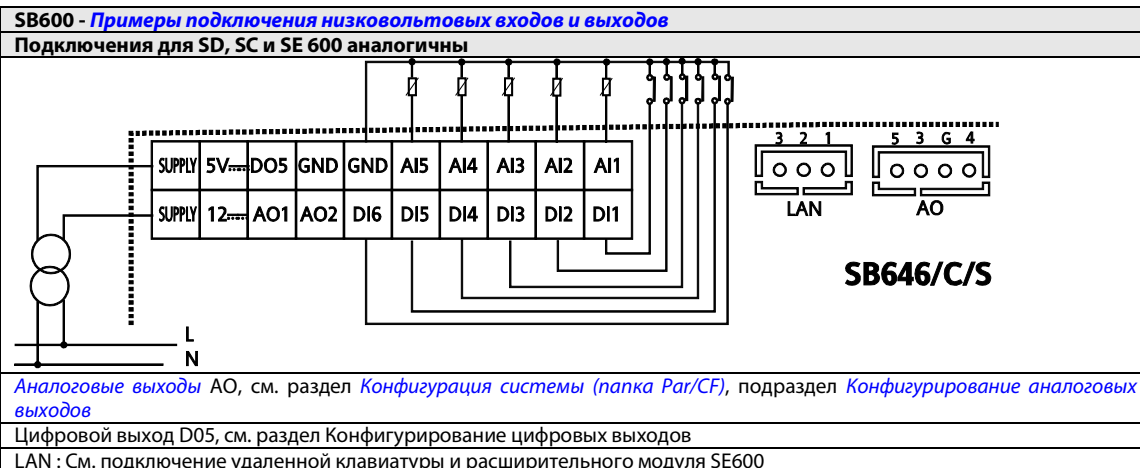 SB600 - Примеры подключения низковольтовых входов и выходов
Подключения для SD, SC и SE 600 аналогичны
SUPPLY 5V DO5 GND GND AI5 AI4 AI3 AI2 AI1
SUPPLY 12 AO1 AO2 DI6 DI5 DI4 DI3 DI2 DI1
3 2 1
LAN
5 3 G 4
AO
SB646/C/S
L
N
Аналоговые выходы AO, см. раздел Конфигурация системы (папка Par/CF), подраздел Конфигурирование аналоговых
выходов
Цифровой выход D05, см. раздел Конфигурирование цифровых выходов
LAN : См. подключение удаленной клавиатуры и расширительного модуля SE600